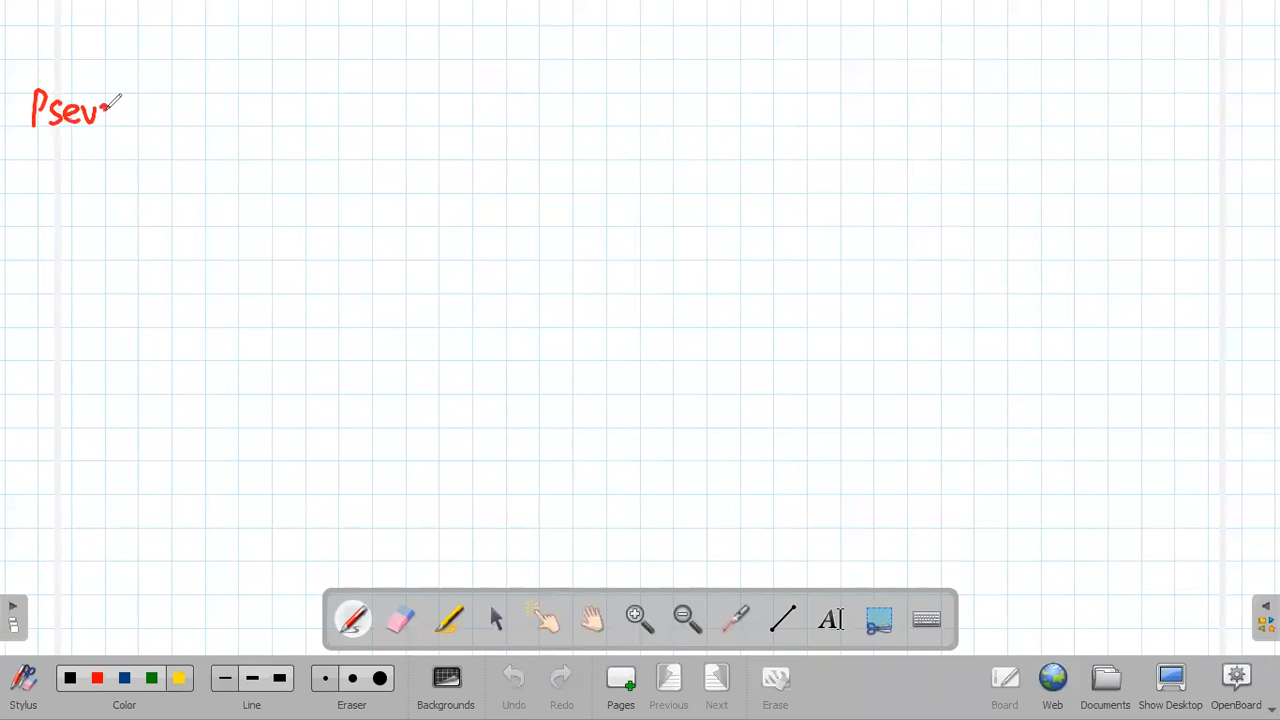 Psev
Stylus
Color
Line
Eraser
Backgrounds
Undo
Redo
Pages
Previous
Next
Erase
Board
Web
Documents
Show Desktop
OpenBoard